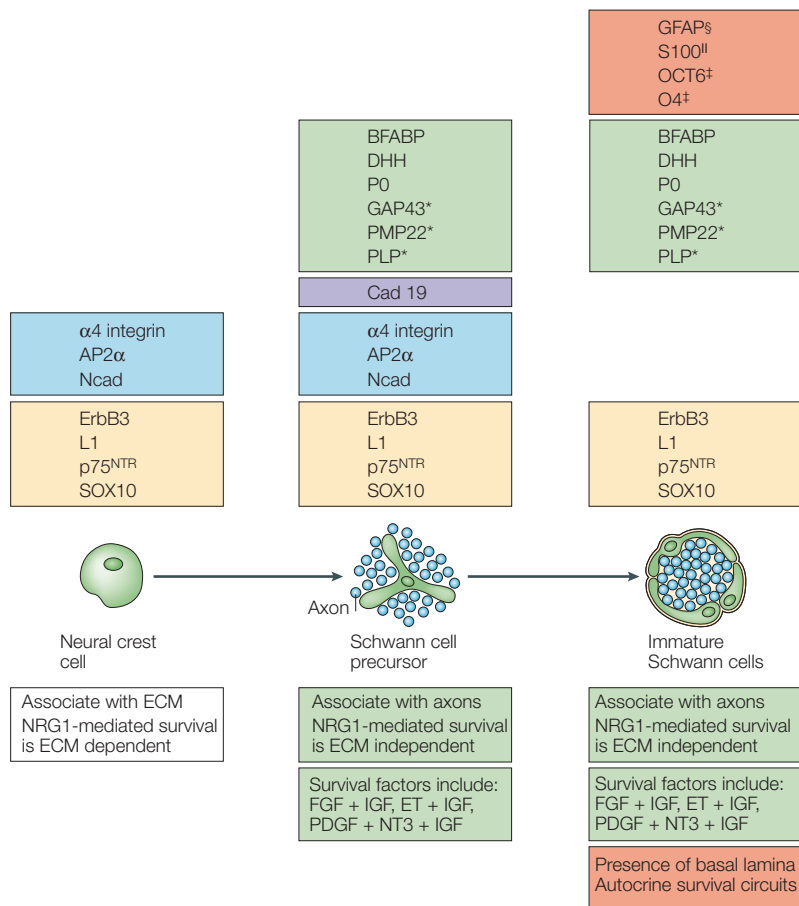 GFAP§
S100ǁ
OCT6‡
O4‡
BFABP
DHH
P0
GAP43*
PMP22*
PLP*
BFABP
DHH
P0
GAP43*
PMP22*
PLP*
Cad 19
α4 integrin
AP2α
Ncad
α4 integrin
AP2α
Ncad
ErbB3
L1
p75NTR
SOX10
ErbB3
L1
p75NTR
SOX10
ErbB3
L1
p75NTR
SOX10
Axon
Neural crest
cell
Schwann cell
precursor
Immature
Schwann cells
Associate with ECM
NRG1-mediated survival
is ECM dependent
Associate with axons
NRG1-mediated survival
is ECM independent
Associate with axons
NRG1-mediated survival
is ECM independent
Survival factors include:
FGF + IGF, ET + IGF,
PDGF + NT3 + IGF
Survival factors include:
FGF + IGF, ET + IGF,
PDGF + NT3 + IGF
Presence of basal lamina
Autocrine survival circuits